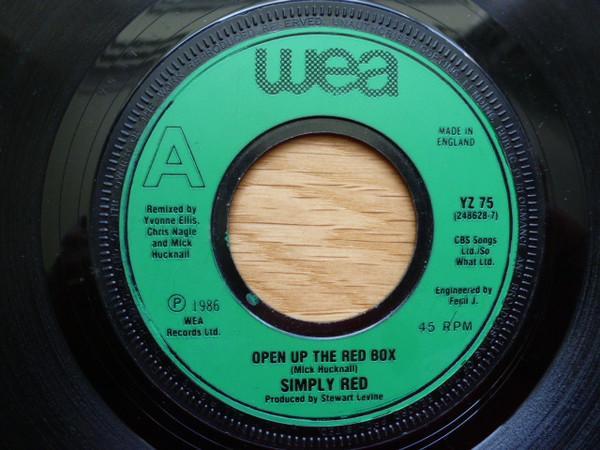 wea
A
MADE IN
ENGLAND
YZ 75
(248628-7)
Remixed by
Yvonne Ellis,
Chris Nagle
and Mick
Hucknall
CBS Songs
Ltd./So
What Ltd.
Engineered by
Femi J.
℗ 1986
WEA
Records Ltd.
45 RPM
OPEN UP THE RED BOX
(Mick Hucknall)
SIMPLY RED
Produced by Stewart Levine